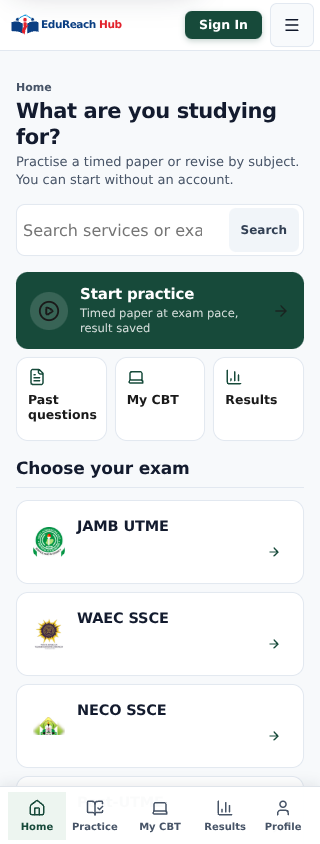 EduReach Hub
Sign In
Home
What are you studying
for?
Practise a timed paper or revise by subject.
You can start without an account.
Search services or exa
Search
Start practice
Timed paper at exam pace,
result saved
Past
questions
My CBT
Results
Choose your exam
JAMB UTME
WAEC SSCE
NECO SSCE
Home
Practice
My CBT
Results
Profile